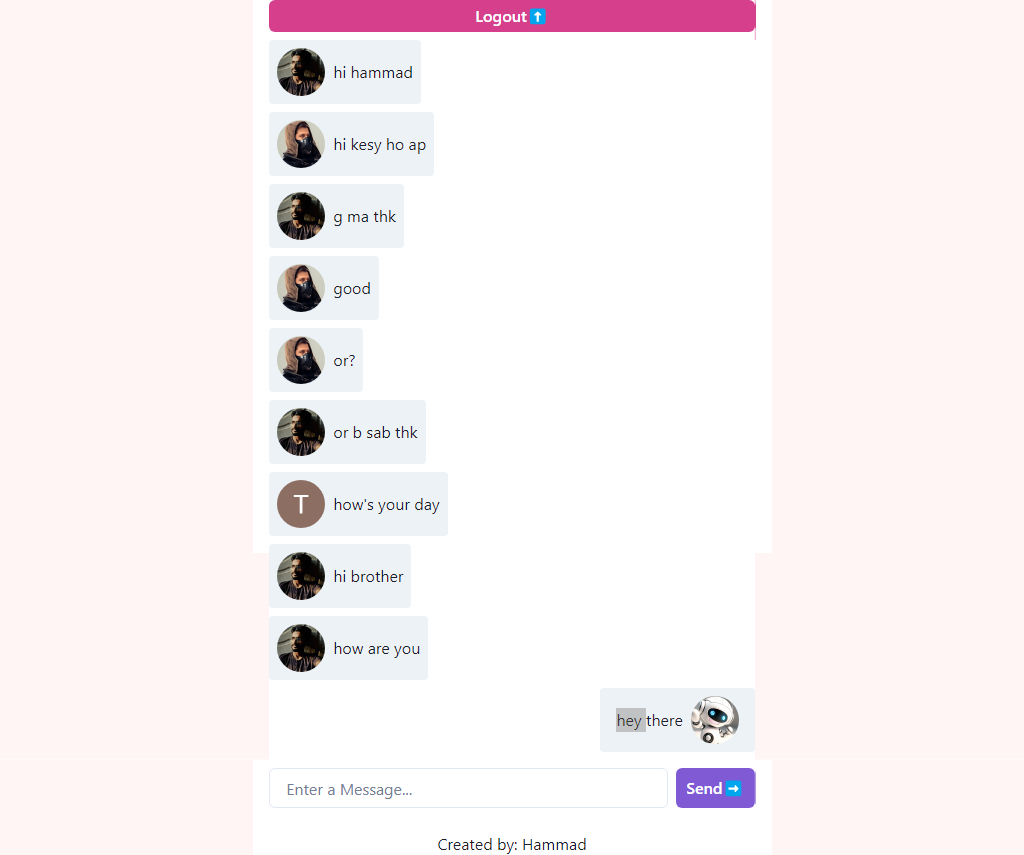 Logout ⬆️
hi hammad
hi kesy ho ap
g ma thk
good
or?
or b sab thk
T
how's your day
hi brother
how are you
hey there
Enter a Message...
Send ➡️
Created by: Hammad